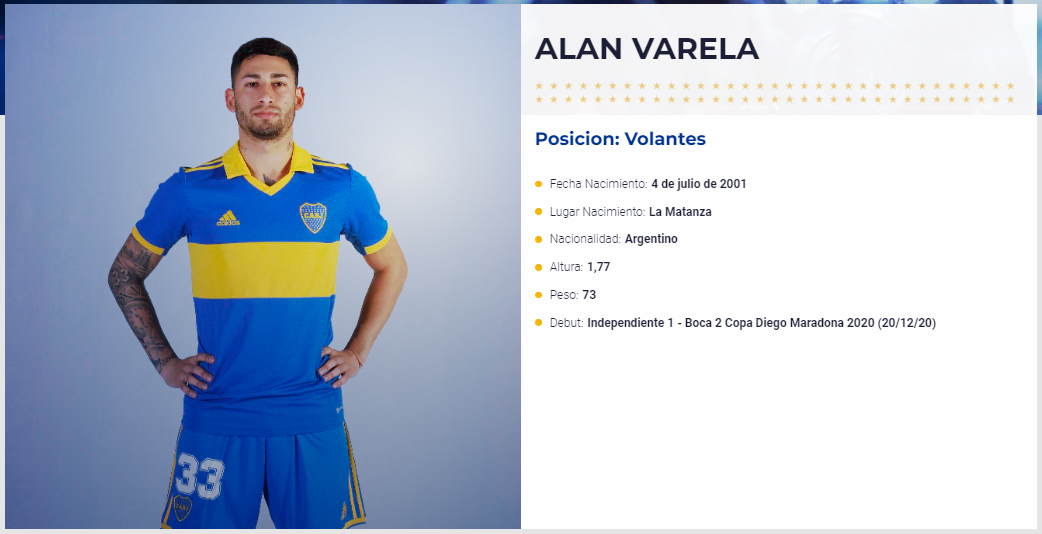 ALAN VARELA
Posicion: Volantes
Fecha Nacimiento: 4 de julio de 2001
Lugar Nacimiento: La Matanza
Nacionalidad: Argentino
Altura: 1,77
Peso: 73
Debut: Independiente 1 - Boca 2 Copa Diego Maradona 2020 (20/12/20)
adidas
CABJ
33